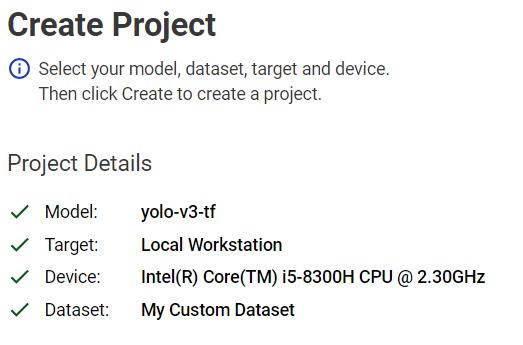 Create Project
Select your model, dataset, target and device.
Then click Create to create a project.
Project Details
Model: yolo-v3-tf
Target: Local Workstation
Device: Intel(R) Core(TM) i5-8300H CPU @ 2.30GHz
Dataset: My Custom Dataset